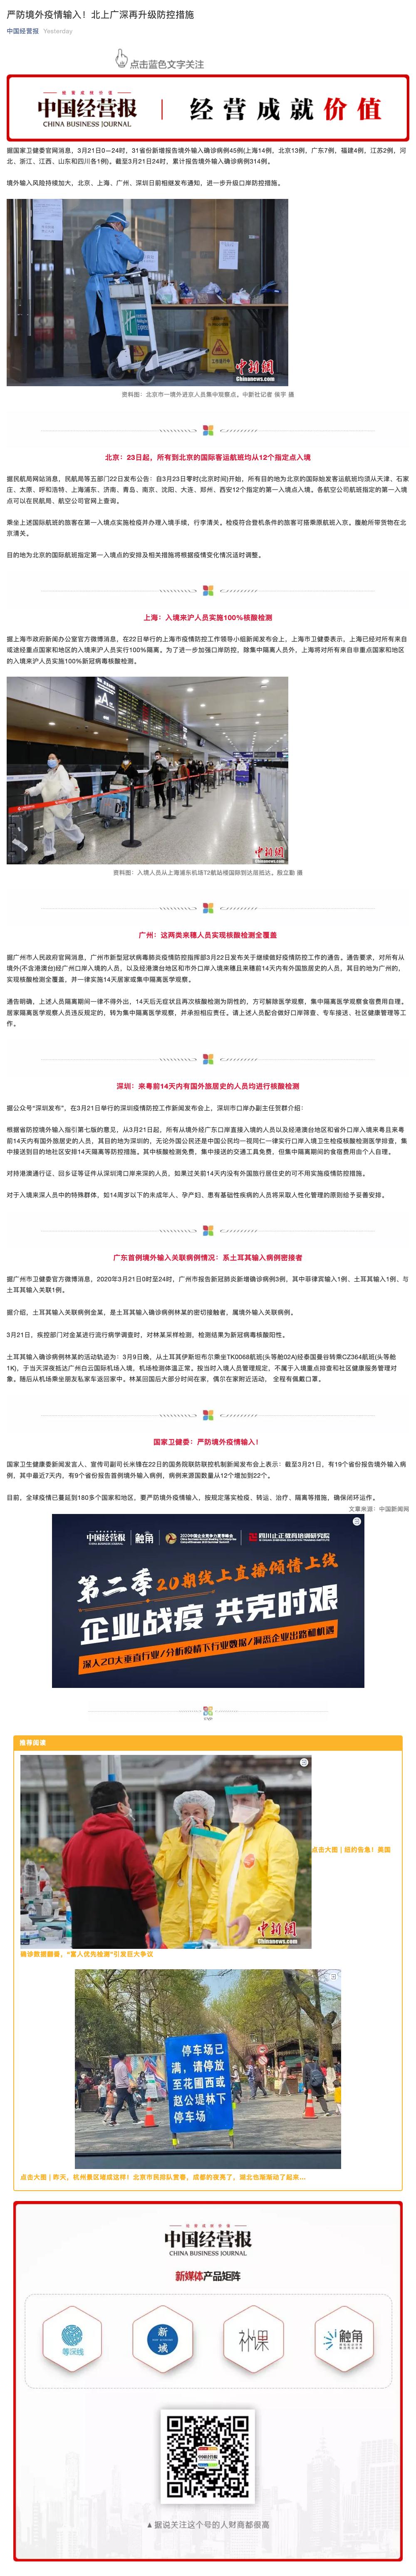 严防境外疫情输入！北上广深再升级防控措施
中国经营报 Yesterday
点击蓝色文字关注
经营成就价值
中国经营报
CHINA BUSINESS JOURNAL
经营成就价值
据国家卫健委官网消息，3月21日0—24时，31省份新增报告境外输入确诊病例45例(上海14例，北京13例，广东7例，福建4例，江苏2例，河
北、浙江、江西、山东和四川各1例)。截至3月21日24时，累计报告境外输入确诊病例314例。
境外输入风险持续加大，北京、上海、广州、深圳日前相继发布通知，进一步升级口岸防控措施。
中新網
Chinanews.com
资料图：北京市一境外进京人员集中观察点。中新社记者 侯宇 摄
北京：23日起，所有到北京的国际客运航班均从12个指定点入境
据民航局网站消息，民航局等五部门22日发布公告：自3月23日零时(北京时间)开始，所有目的地为北京的国际始发客运航班均须从天津、石家
庄、太原、呼和浩特、上海浦东、济南、青岛、南京、沈阳、大连、郑州、西安12个指定的第一入境点入境。各航空公司航班指定的第一入境
点可以在民航局、航空公司官网上查询。
乘坐上述国际航班的旅客在第一入境点实施检疫并办理入境手续，行李清关。检疫符合登机条件的旅客可搭乘原航班入京。腹舱所带货物在北
京清关。
目的地为北京的国际航班指定第一入境点的安排及相关措施将根据疫情变化情况适时调整。
上海：入境来沪人员实施100%核酸检测
据上海市政府新闻办公室官方微博消息，在22日举行的上海市疫情防控工作领导小组新闻发布会上，上海市卫健委表示，上海已经对所有来自
或途经重点国家和地区的入境来沪人员实行100%隔离。为了进一步加强口岸防控，除集中隔离人员外，上海将对所有来自非重点国家和地区
的入境来沪人员实施100%新冠病毒核酸检测。
中新網
Chinanews.com
资料图：入境人员从上海浦东机场T2航站楼国际到达层抵达。殷立勤 摄
广州：这两类来穗人员实现核酸检测全覆盖
据广州市人民政府官网消息，广州市新型冠状病毒肺炎疫情防控指挥部3月22日发布关于继续做好疫情防控工作的通告。通告要求，对所有从
境外(不含港澳台)经广州口岸入境的人员，以及经港澳台地区和市外口岸入境来穗且来穗前14天内有外国旅居史的人员，其目的地为广州的，
实现核酸检测全覆盖，并一律实施14天居家或集中隔离医学观察。
通告明确，上述人员隔离期间一律不得外出，14天后无症状且再次核酸检测为阴性的，方可解除医学观察，集中隔离医学观察食宿费用自理。
居家隔离医学观察人员违反规定的，转为集中隔离医学观察，并承担相应责任。请上述人员配合做好口岸筛查、专车接送、社区健康管理等工
作。
深圳：来粤前14天内有国外旅居史的人员均进行核酸检测
据公众号“深圳发布”，在3月21日举行的深圳疫情防控工作新闻发布会上，深圳市口岸办副主任贺群介绍：
根据省防控境外输入指引第七版的意见，从3月21日起，所有从境外经广东口岸直接入境的人员以及经港澳台地区和省外口岸入境来粤且来粤
前14天内有国外旅居史的人员，其目的地为深圳的，无论外国公民还是中国公民均一视同仁一律实行口岸入境卫生检疫核酸检测医学排查，集
中接送到目的地社区安排14天隔离等防控措施。其中核酸检测免费，集中接送的交通工具免费，但集中隔离期间的食宿费用由个人自理。
对持港澳通行证、回乡证等证件从深圳湾口岸来深的人员，如果过关前14天内没有外国旅行居住史的可不用实施疫情防控措施。
对于入境来深人员中的特殊群体、如14周岁以下的未成年人、孕产妇、患有基础性疾病的人员将采取人性化管理的原则给予妥善安排。
广东首例境外输入关联病例情况：系土耳其输入病例密接者
据广州市卫健委官方微博消息，2020年3月21日0时至24时，广州市报告新冠肺炎新增确诊病例3例，其中菲律宾输入1例、土耳其输入1例、与
土耳其输入关联1例。
据介绍，土耳其输入关联病例金某，是土耳其输入确诊病例林某的密切接触者，属境外输入关联病例。
3月21日，疾控部门对金某进行流行病学调查时，对林某采样检测，检测结果为新冠病毒核酸阳性。
土耳其输入确诊病例林某的活动轨迹为：3月9日晚，从土耳其伊斯坦布尔乘坐TK0068航班(头等舱02A)经泰国曼谷转乘CZ364航班(头等舱
1K)，于当天深夜抵达广州白云国际机场入境，机场检测体温正常。按当时入境人员管理规定，不属于入境重点排查和社区健康服务管理对
象。随后从机场乘坐朋友私家车返回家中。林某回国后大部分时间在家，偶尔在家附近活动，全程有佩戴口罩。
国家卫健委：严防境外疫情输入！
国家卫生健康委新闻发言人、宣传司副司长米锋在22日的国务院联防联控机制新闻发布会上表示：截至3月21日，有19个省份报告境外输入病
例，其中最近7天内，有9个省份报告首例境外输入病例，病例来源国数量从12个增加到22个。
目前，全球疫情已蔓延到180多个国家和地区，要严防境外疫情输入，按规定落实检疫、转运、治疗、隔离等措施，确保闭环运作。
文章来源：中国新闻网
中国经营报
触角
四川止正教育培训研究院
第二季 20期线上直播倾情上线
企业战疫 共克时艰
深入20大垂直行业/分析疫情下行业数据/洞悉企业出路和机遇
推荐阅读
中新網
Chinanews.com
点击大图 | 纽约告急！美国
确诊数据翻番，“富人优先检测”引发巨大争议
停车场已
满，请停放
至花圃西或
赵公堤林下
停车场
点击大图 | 昨天，杭州景区堵成这样！北京市民排队赏春，成都的夜亮了，湖北也渐渐动了起来…
经营成就价值
中国经营报
CHINA BUSINESS JOURNAL
新媒体产品矩阵
等深线
新域
补课
触角
▲据说关注这个号的人财商都很高